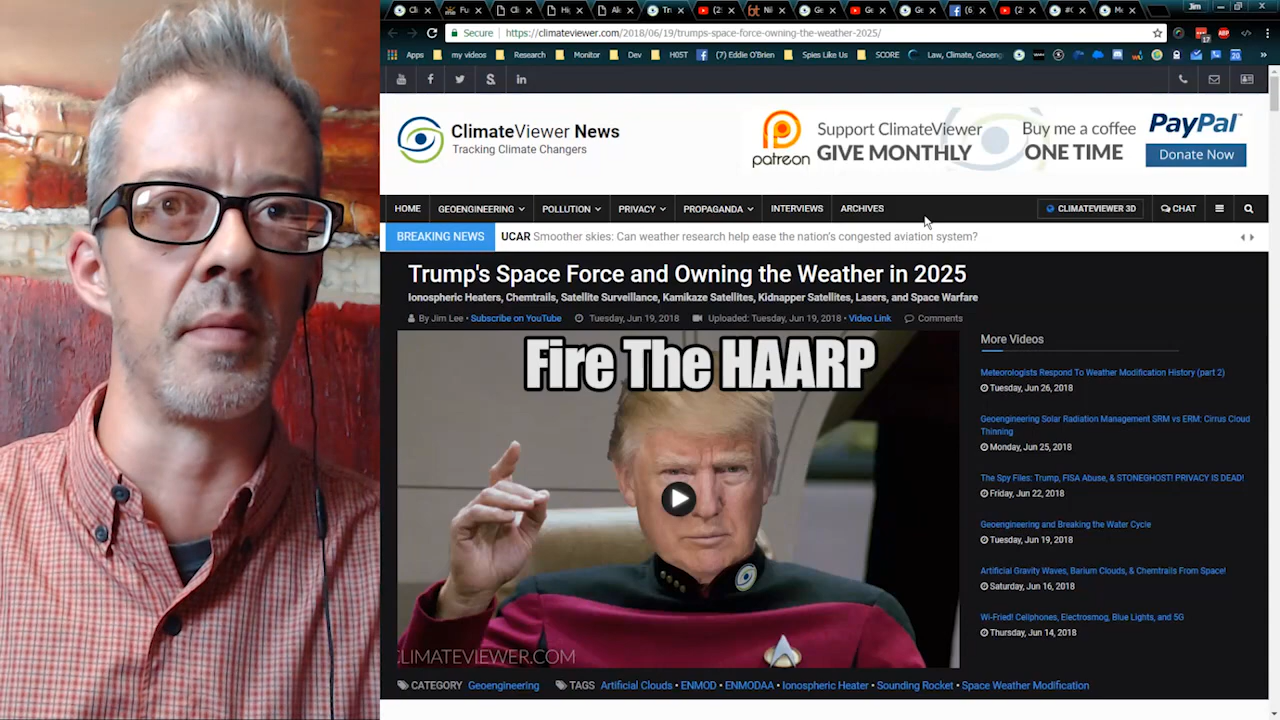 Jim
Secure https://climateviewer.com/2018/06/19/trumps-space-force-owning-the-weather-2025/
17
ABP
Apps my videos Research Monitor Dev H05T (7) Eddie O'Brien Spies Like Us SCORE Law, Climate, Geoeng
20
ClimateViewer News
Tracking Climate Changers
patreon
Support ClimateViewer
GIVE MONTHLY
Buy me a coffee
ONE TIME
PayPal
Donate Now
HOME GEOENGINEERING POLLUTION PRIVACY PROPAGANDA INTERVIEWS ARCHIVES CLIMATEVIEWER 3D CHAT
BREAKING NEWS UCAR Smoother skies: Can weather research help ease the nation's congested aviation system?
Trump's Space Force and Owning the Weather in 2025
Ionospheric Heaters, Chemtrails, Satellite Surveillance, Kamikaze Satellites, Kidnapper Satellites, Lasers, and Space Warfare
By Jim Lee • Subscribe on YouTube Tuesday, Jun 19, 2018 Uploaded: Tuesday, Jun 19, 2018 • Video Link Comments
Fire The HAARP
CLIMATEVIEWER.COM
More Videos
Meteorologists Respond To Weather Modification History (part 2)
Tuesday, Jun 26, 2018
Geoengineering Solar Radiation Management SRM vs ERM: Cirrus Cloud
Thinning
Monday, Jun 25, 2018
The Spy Files: Trump, FISA Abuse, & STONEGHOST! PRIVACY IS DEAD!
Friday, Jun 22, 2018
Geoengineering and Breaking the Water Cycle
Tuesday, Jun 19, 2018
Artificial Gravity Waves, Barium Clouds, & Chemtrails From Space!
Saturday, Jun 16, 2018
Wi-Fried! Cellphones, Electrosmog, Blue Lights, and 5G
Thursday, Jun 14, 2018
CATEGORY Geoengineering TAGS Artificial Clouds • ENMOD • ENMODAA • Ionospheric Heater • Sounding Rocket • Space Weather Modification